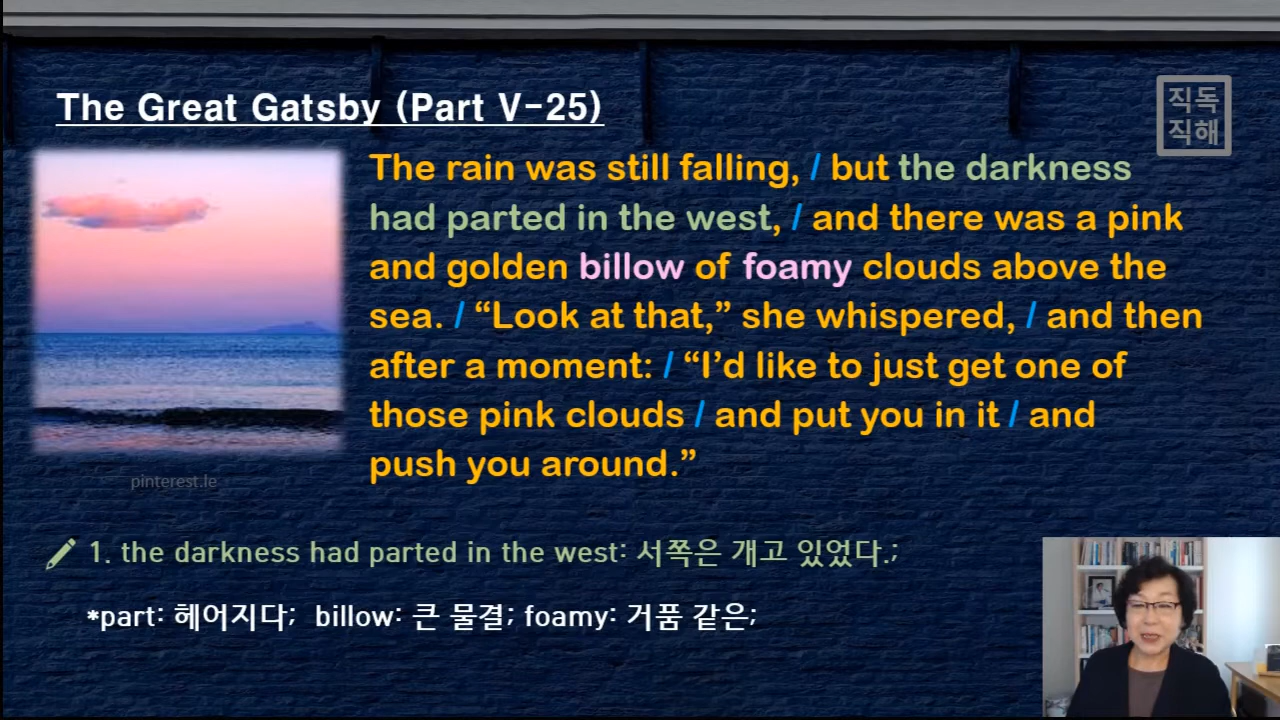 The Great Gatsby (Part V-25)
직독
직해
The rain was still falling, / but the darkness
had parted in the west, / and there was a pink
and golden billow of foamy clouds above the
sea. / “Look at that,” she whispered, / and then
after a moment: / “I’d like to just get one of
those pink clouds / and put you in it / and
push you around.”
pinterest.le
1. the darkness had parted in the west: 서쪽은 개고 있었다.;
*part: 헤어지다; billow: 큰 물결; foamy: 거품 같은;